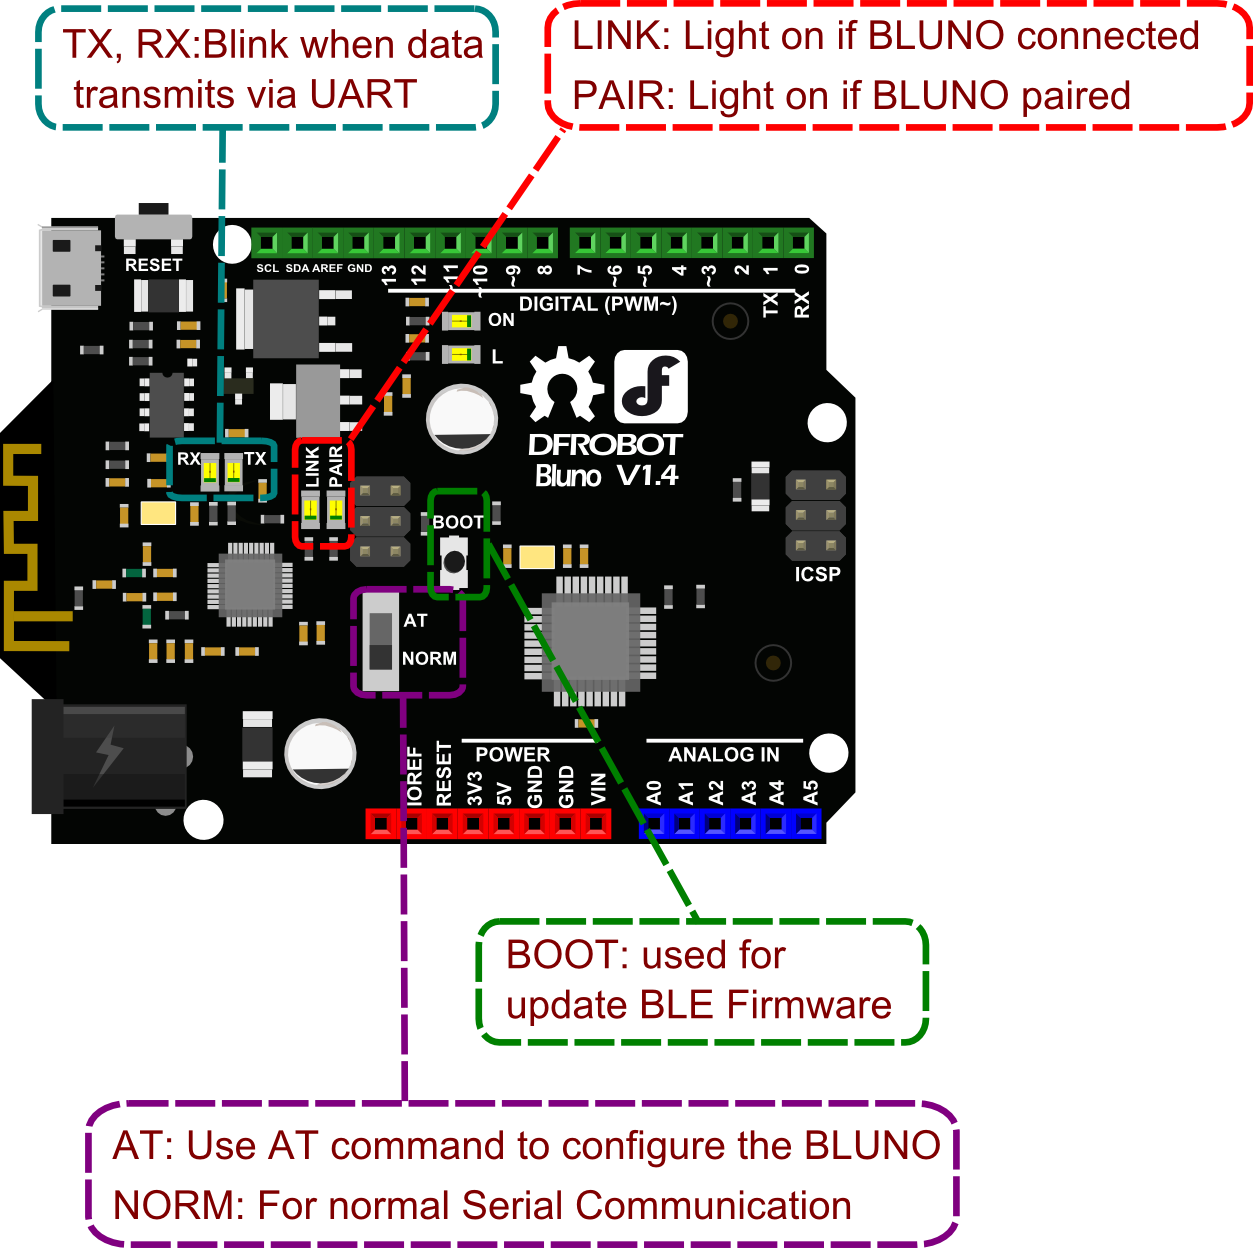 TX, RX:Blink when data
transmits via UART
LINK: Light on if BLUNO connected
PAIR: Light on if BLUNO paired
RESET
SCL SDA AREF GND 13 12 ~11 ~10 ~9 8 7 ~6 ~5 4 ~3 2 1 0
DIGITAL (PWM~)
TX RX
ON
L
DFROBOT
Bluno V1.4
RX TX
LINK PAIR
BOOT
ICSP
AT
NORM
POWER
ANALOG IN
IOREF RESET 3V3 5V GND GND VIN
A0 A1 A2 A3 A4 A5
BOOT: used for
update BLE Firmware
AT: Use AT command to configure the BLUNO
NORM: For normal Serial Communication